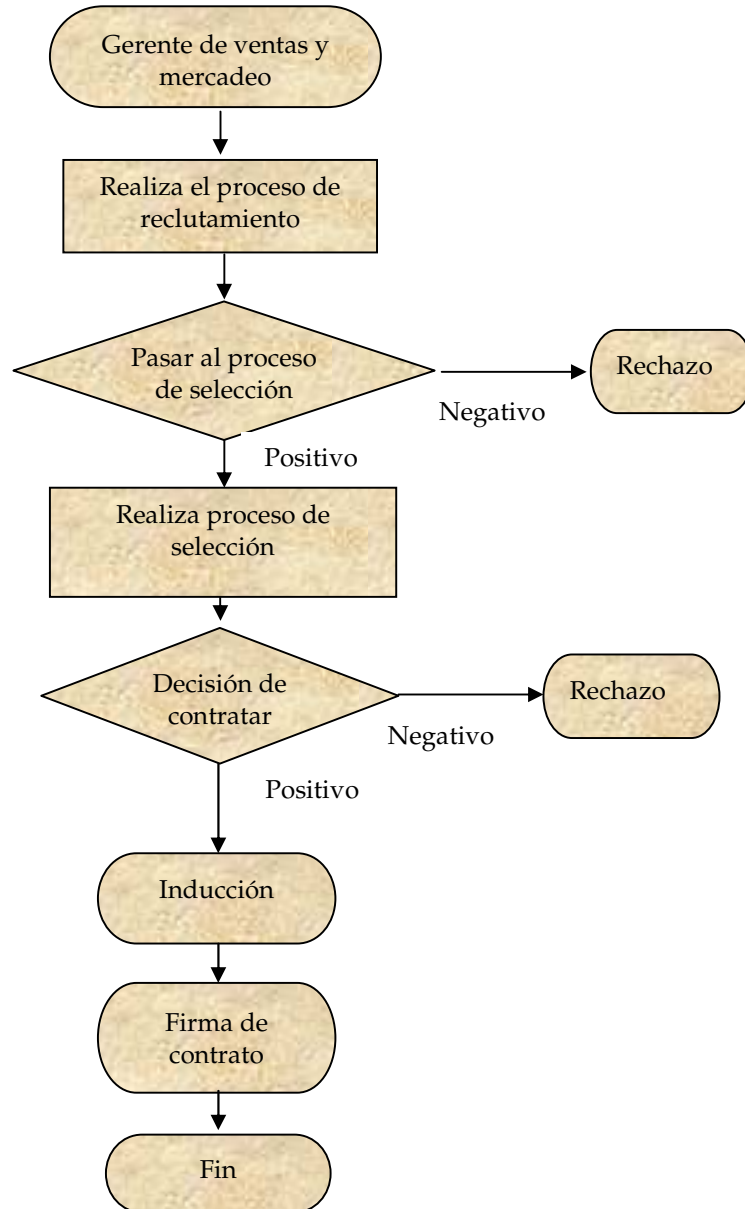 Gerente de ventas y
mercadeo
Realiza el proceso de
reclutamiento
Pasar al proceso
de selección
Rechazo
Negativo
Positivo
Realiza proceso de
selección
Decisión de
contratar
Rechazo
Negativo
Positivo
Inducción
Firma de
contrato
Fin